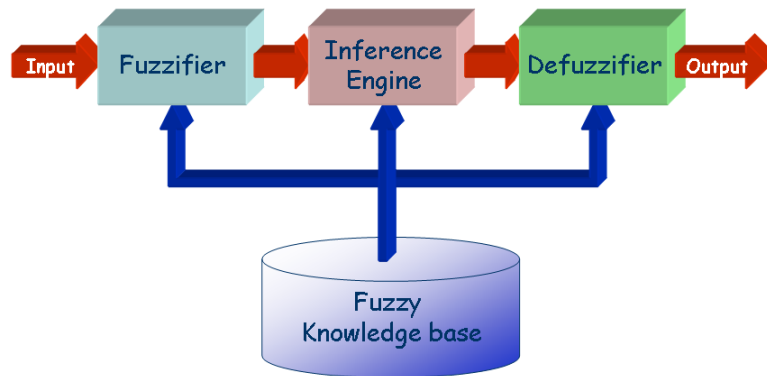 Input
Fuzzifier
Inference
Engine
Defuzzifier
Output
Fuzzy
Knowledge base